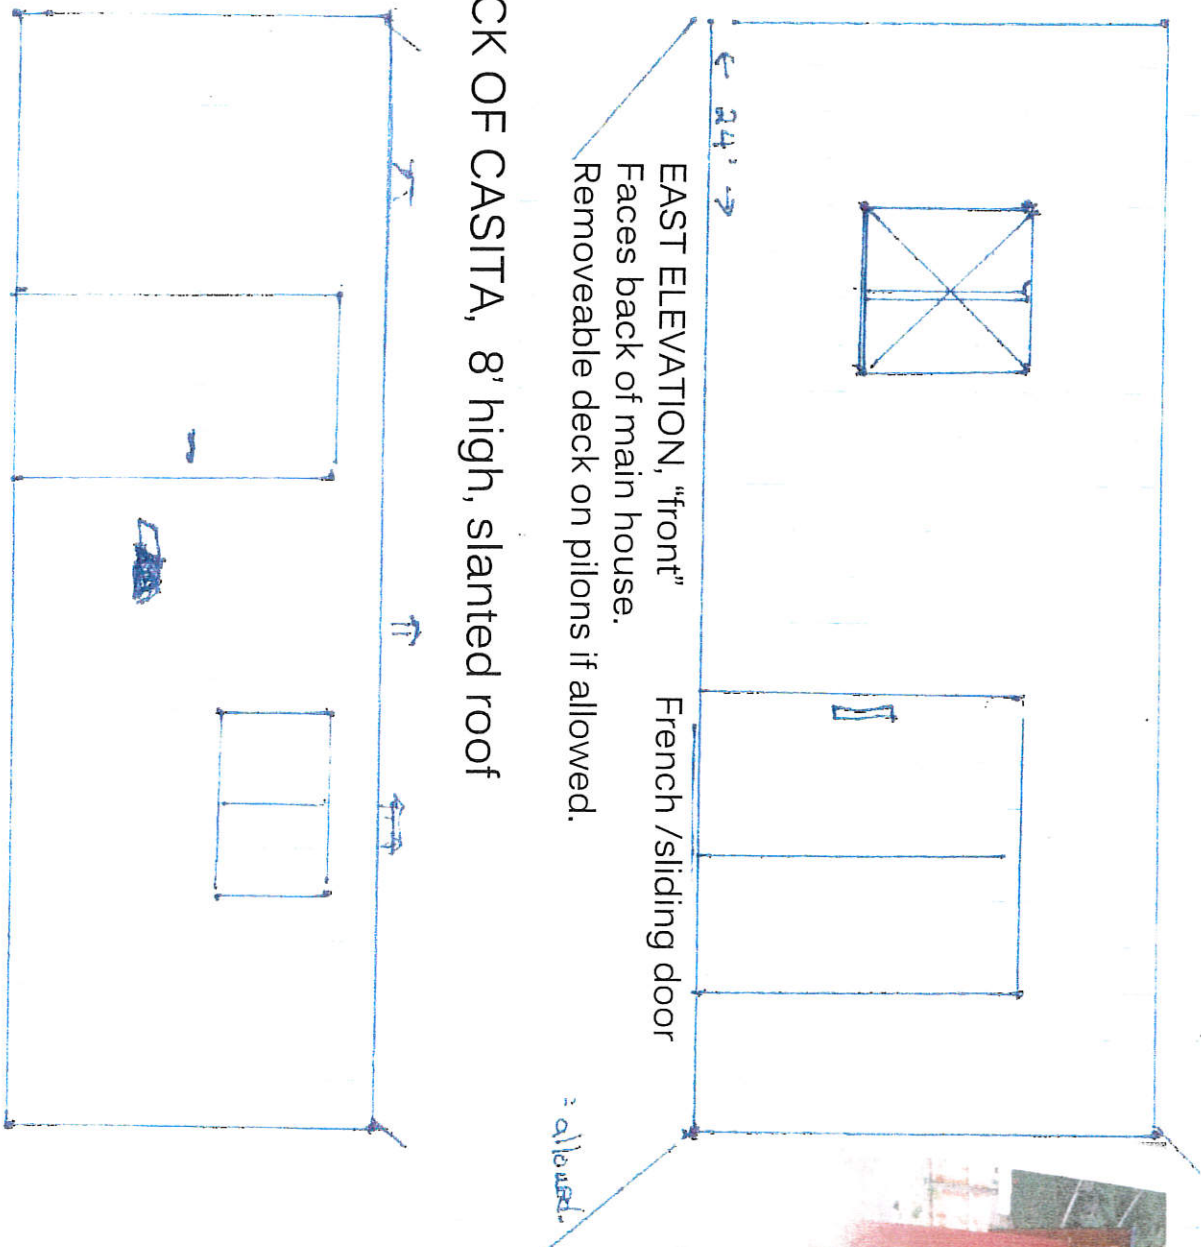 ← 24' →
EAST ELEVATION, "front"
Faces back of main house.
Removeable deck on pilons if allowed.
French /sliding door
allowed.
CK OF CASITA, 8' high, slanted roof